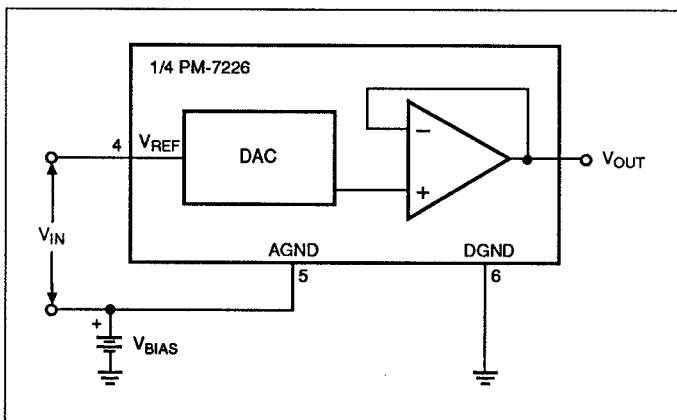 1/4 PM-7226
4
VREF
DAC
−
+
VOUT
VIN
AGND
DGND
5
6
+
VBIAS